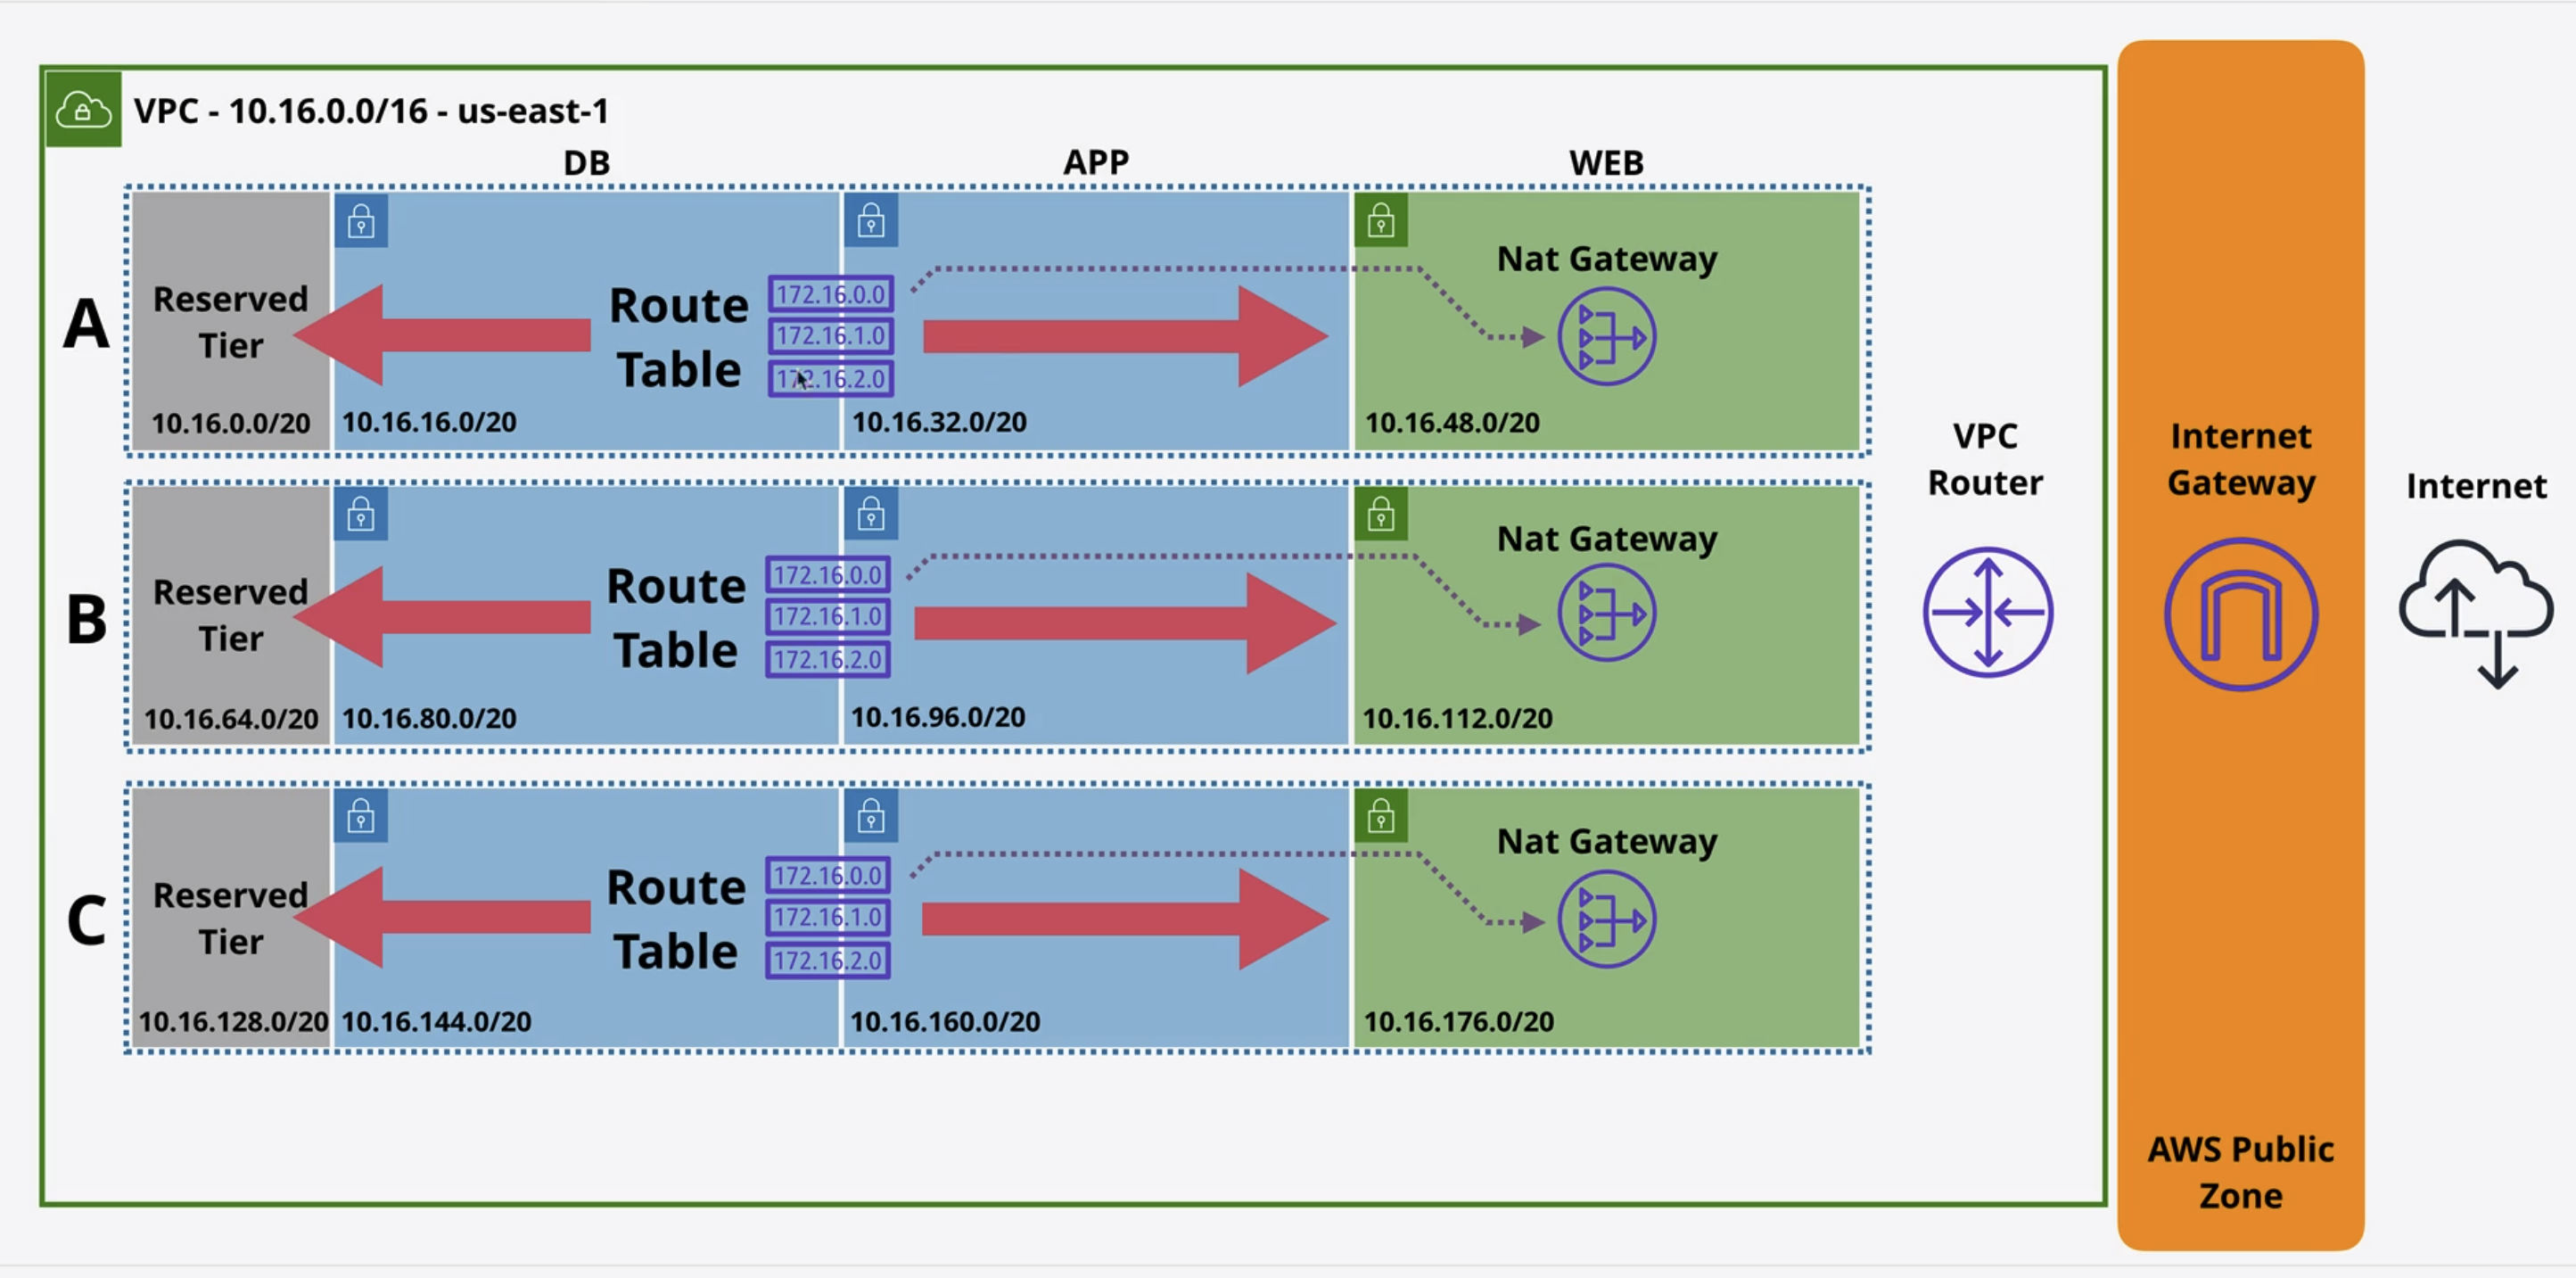 VPC - 10.16.0.0/16 - us-east-1
DB
APP
WEB
A
Reserved
Tier
10.16.0.0/20
Route
Table
172.16.0.0
172.16.1.0
172.16.2.0
10.16.16.0/20
10.16.32.0/20
Nat Gateway
10.16.48.0/20
B
Reserved
Tier
10.16.64.0/20
Route
Table
172.16.0.0
172.16.1.0
172.16.2.0
10.16.80.0/20
10.16.96.0/20
Nat Gateway
10.16.112.0/20
C
Reserved
Tier
10.16.128.0/20
Route
Table
172.16.0.0
172.16.1.0
172.16.2.0
10.16.144.0/20
10.16.160.0/20
Nat Gateway
10.16.176.0/20
VPC
Router
Internet
Gateway
AWS Public
Zone
Internet